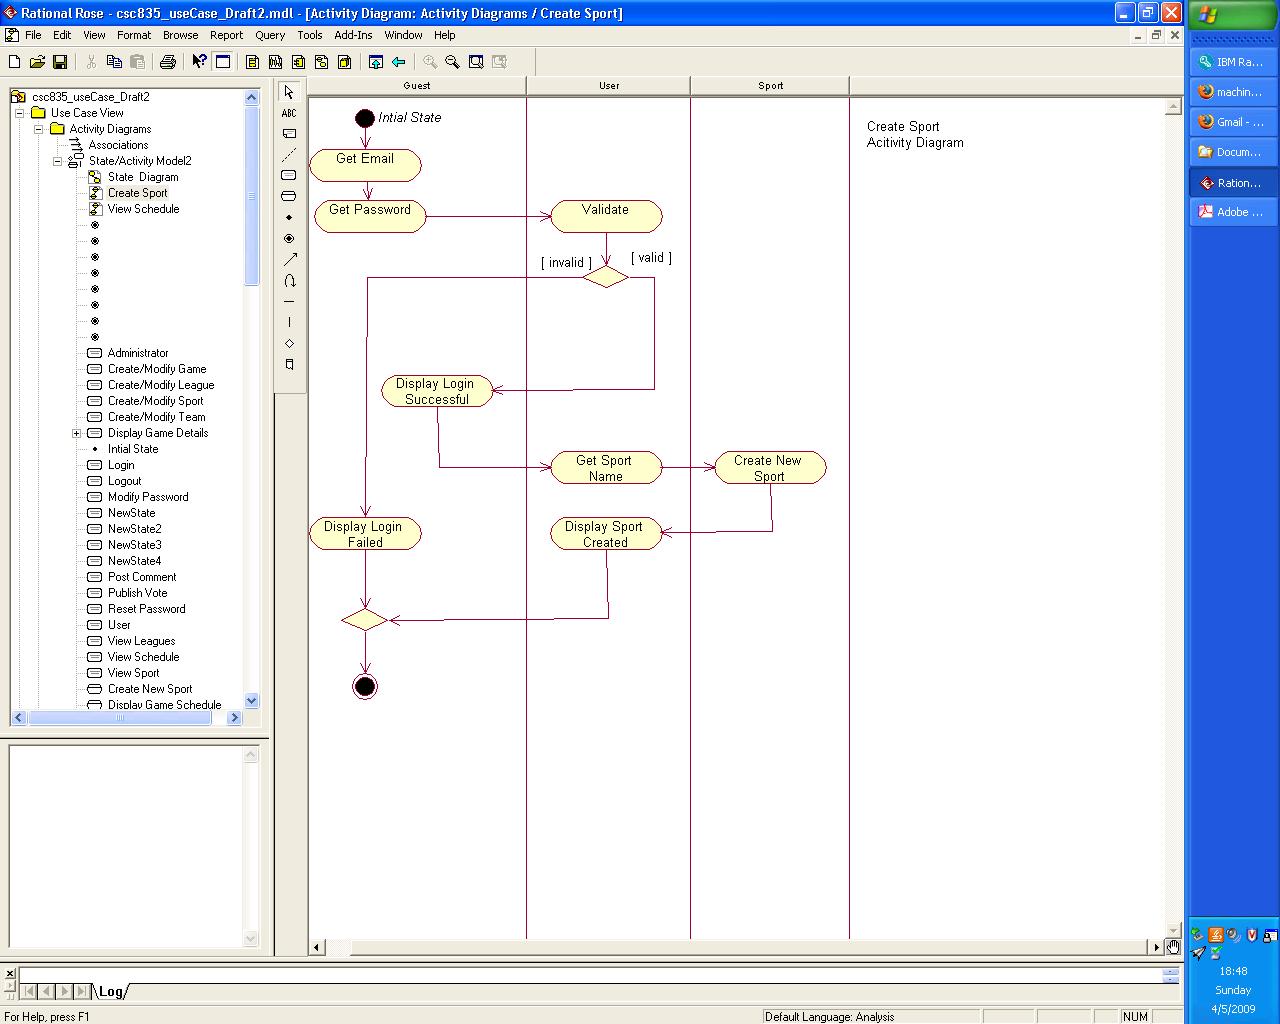 Rational Rose - csc835_useCase_Draft2.mdl - [Activity Diagram: Activity Diagrams / Create Sport]
File Edit View Format Browse Report Query Tools Add-Ins Window Help
csc835_useCase_Draft2
Use Case View
Activity Diagrams
Associations
State/Activity Model2
State Diagram
Create Sport
View Schedule
Administrator
Create/Modify Game
Create/Modify League
Create/Modify Sport
Create/Modify Team
Display Game Details
Intial State
Login
Logout
Modify Password
NewState
NewState2
NewState3
NewState4
Post Comment
Publish Vote
Reset Password
User
View Leagues
View Schedule
View Sport
Create New Sport
Display Game Schedule
ABC
Guest User Sport
Intial State
Get Email
Get Password
Validate
[ invalid ]
[ valid ]
Display Login
Successful
Get Sport
Name
Create New
Sport
Display Login
Failed
Display Sport
Created
Create Sport
Acitivity Diagram
IBM Ra...
machin...
Gmail - ...
Docum...
Ration...
Adobe ...
Log
For Help, press F1
Default Language: Analysis
NUM
18:48
Sunday
4/5/2009